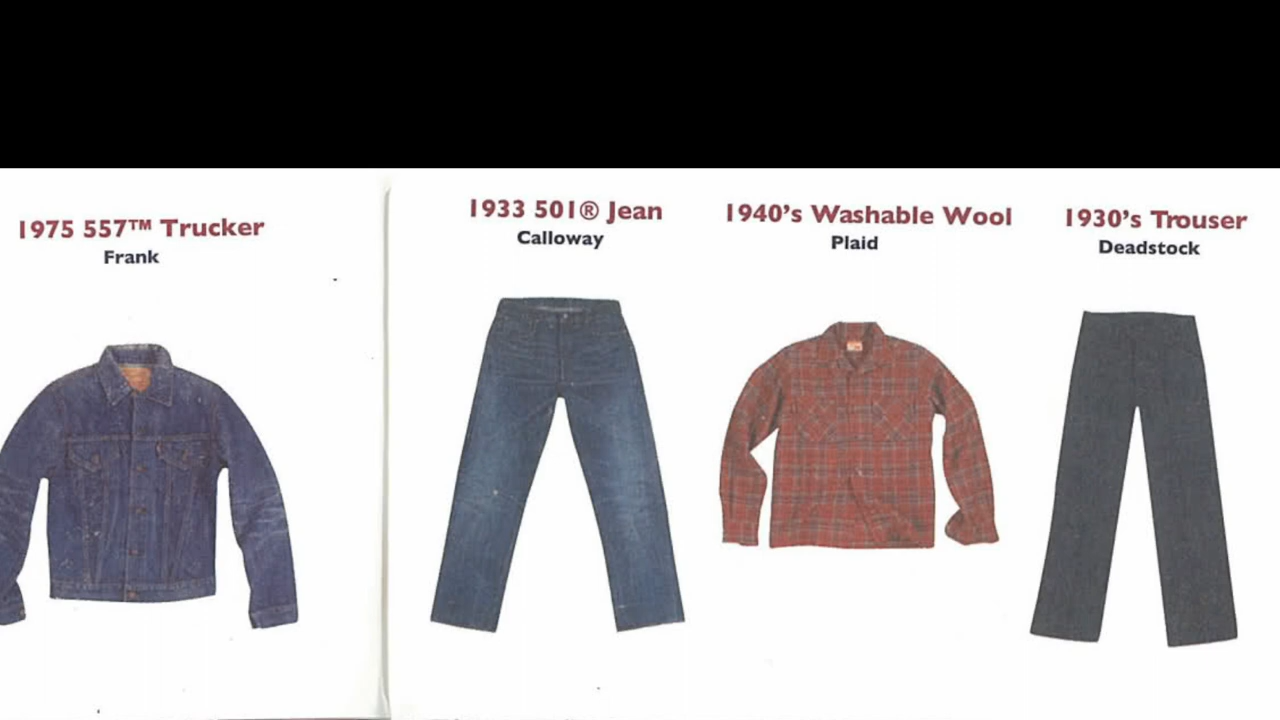 1975 557™ Trucker
Frank
1933 501® Jean
Calloway
1940's Washable Wool
Plaid
1930's Trouser
Deadstock